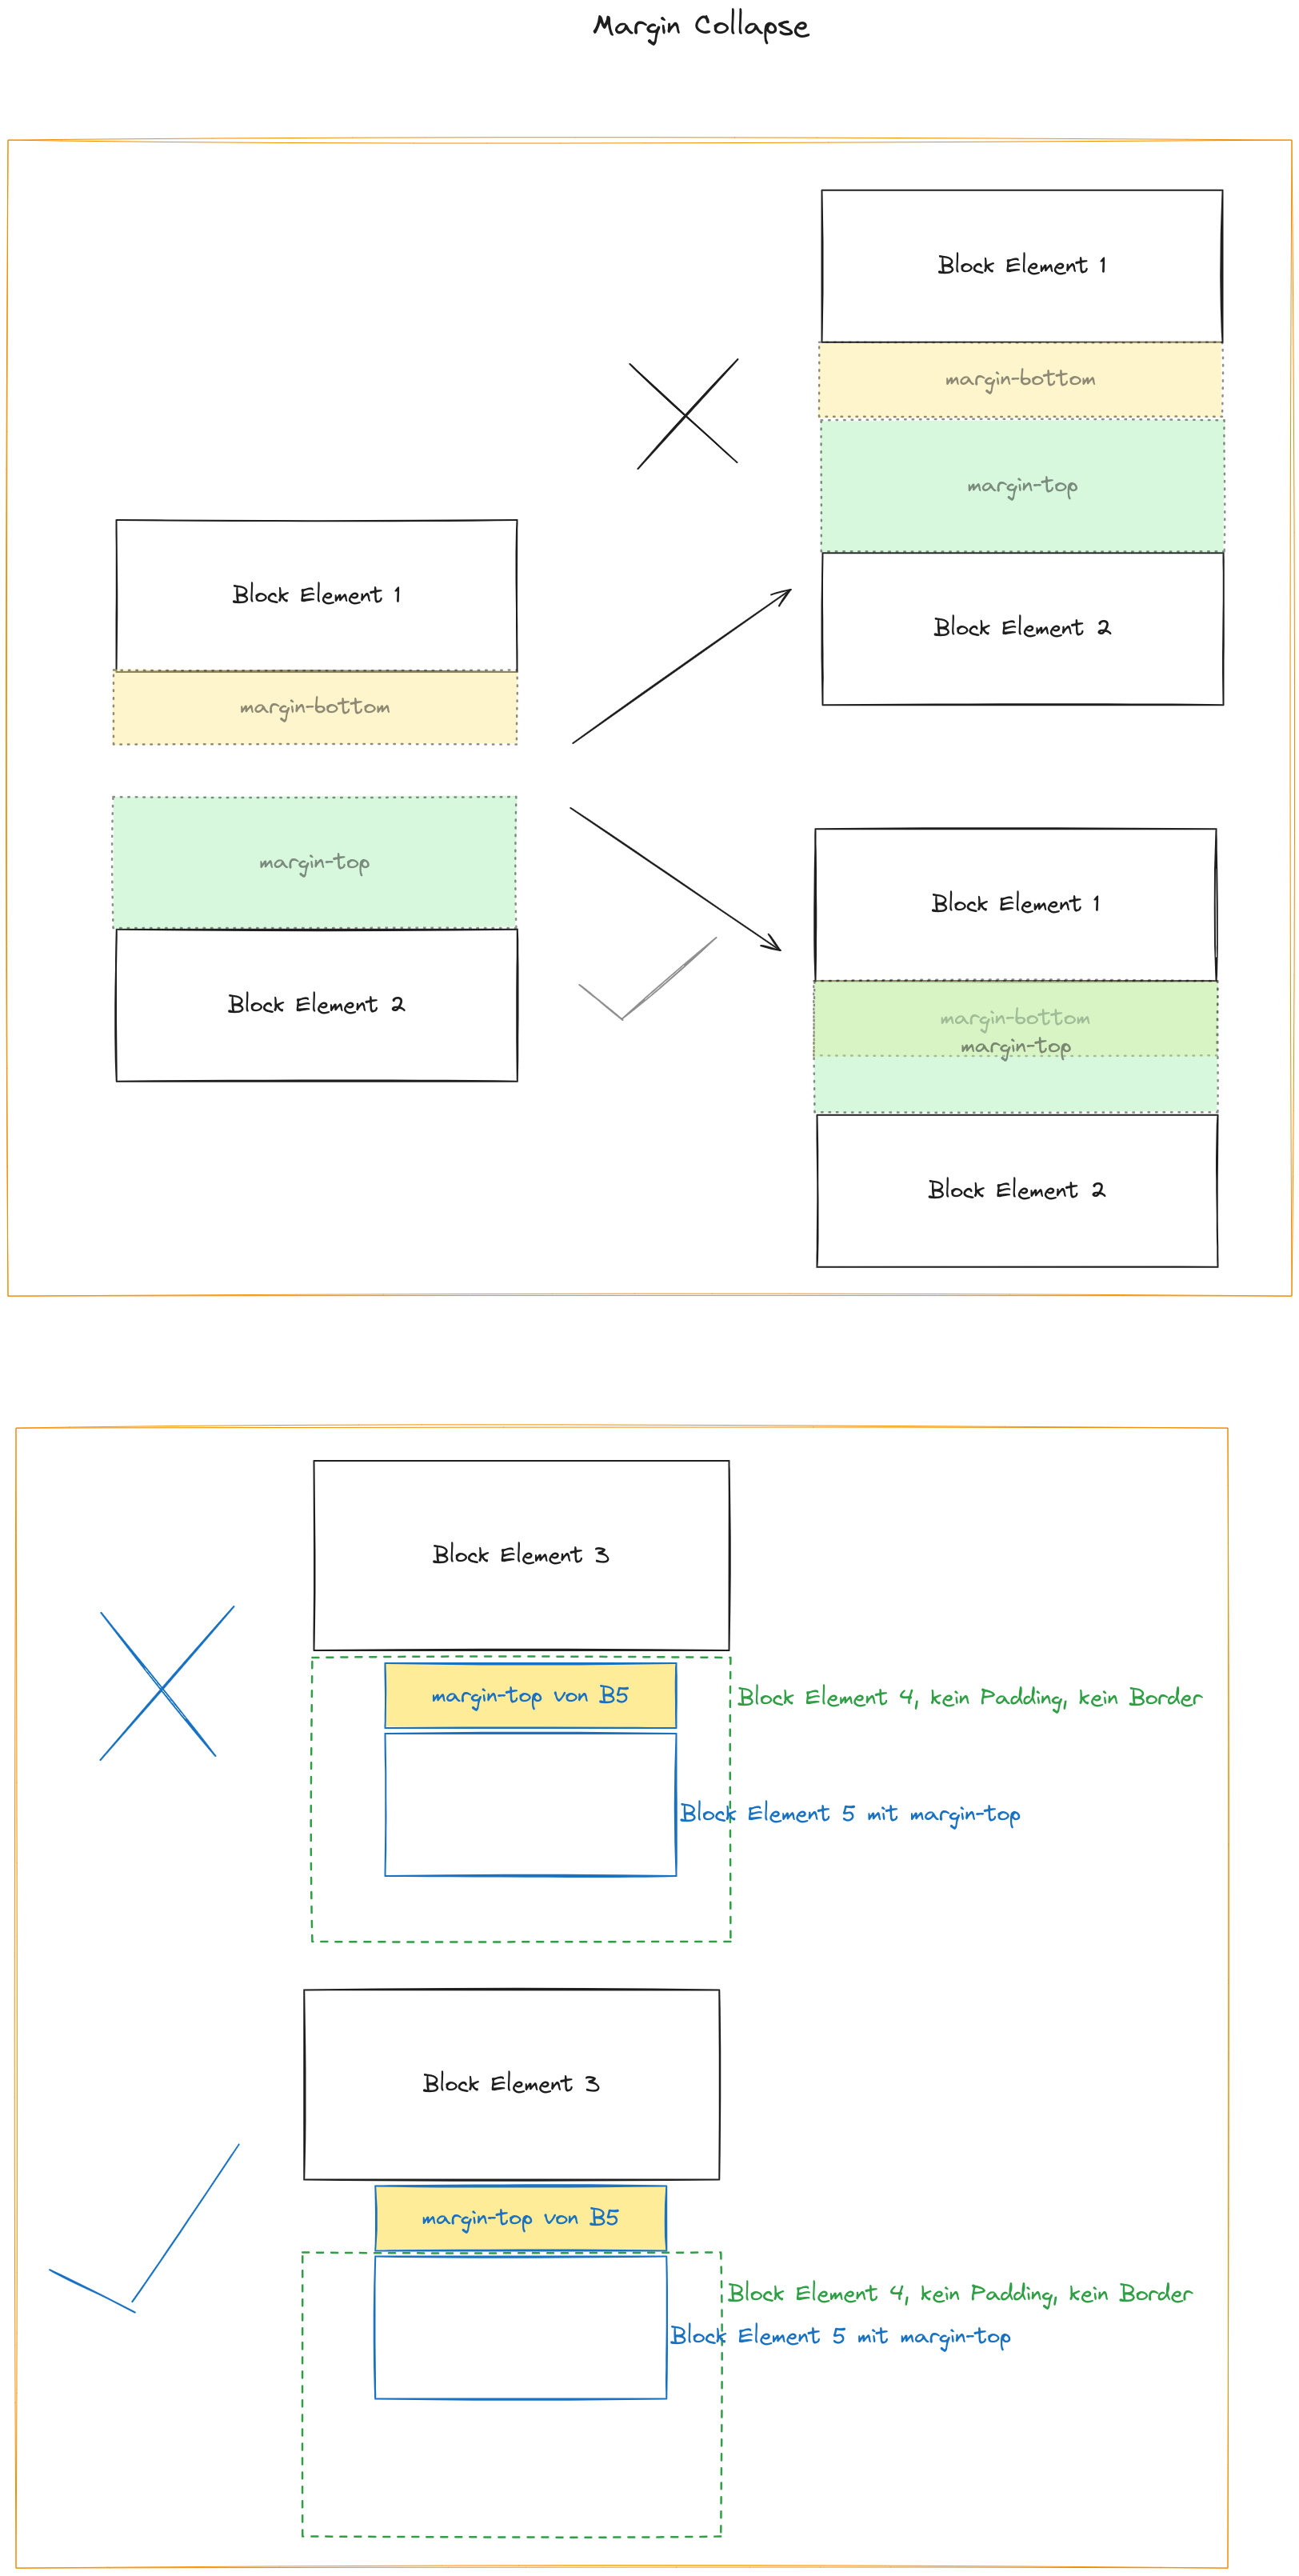 Margin Collapse
Block Element 1
margin-bottom
margin-top
Block Element 2
Block Element 1
margin-bottom
margin-top
Block Element 2
Block Element 1
margin-bottom
margin-top
Block Element 2
Block Element 3
margin-top von B5
Block Element 4, kein Padding, kein Border
Block Element 5 mit margin-top
Block Element 3
margin-top von B5
Block Element 4, kein Padding, kein Border
Block Element 5 mit margin-top